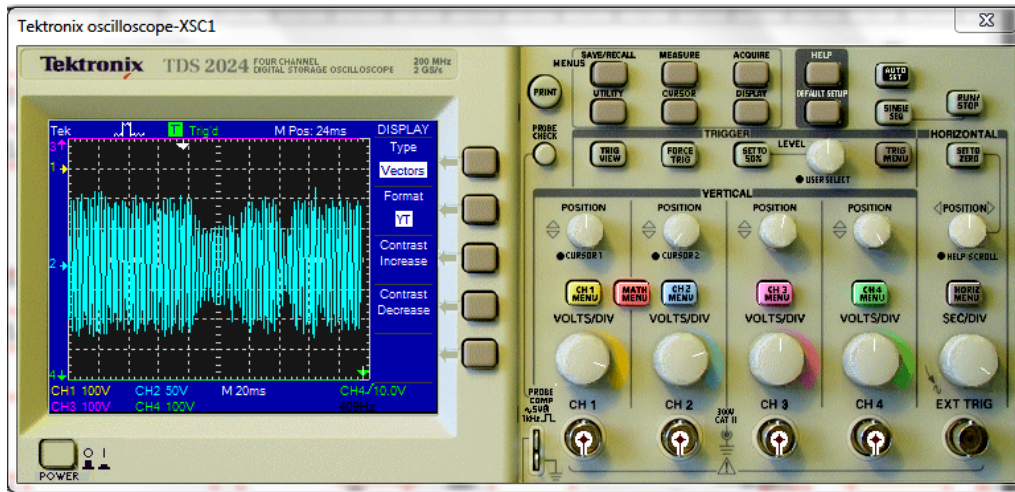 Tektronix oscilloscope-XSC1
Tektronix TDS 2024 FOUR CHANNEL DIGITAL STORAGE OSCILLOSCOPE 200 MHz 2 GS/s
Tek T Trig'd M Pos: 24ms DISPLAY
Type
Vectors
Format
YT
Contrast
Increase
Contrast
Decrease
3
1
2
4
CH1 100V CH2 50V M 20ms CH4/10.0V
CH3 100V CH4 100V 409Hz
POWER
O I
MENUS
SAVE/RECALL MEASURE ACQUIRE
UTILITY CURSOR DISPLAY
HELP
DEFAULT SETUP
AUTO SET
SINGLE SEQ
RUN/ STOP
PRINT
PROBE CHECK
TRIGGER
TRIG VIEW
FORCE TRIG
SET TO 50%
LEVEL
USER SELECT
TRIG MENU
HORIZONTAL
SET TO ZERO
VERTICAL
POSITION POSITION POSITION POSITION POSITION
CURSOR 1 CURSOR 2 HELP SCROLL
CH 1 MENU
MATH MENU
CH 2 MENU
CH 3 MENU
CH 4 MENU
HORIZ MENU
VOLTS/DIV VOLTS/DIV VOLTS/DIV VOLTS/DIV SEC/DIV
PROBE COMP
~5V@
1kHz
CH 1 CH 2 CH 3 CH 4 EXT TRIG
300V
CAT II